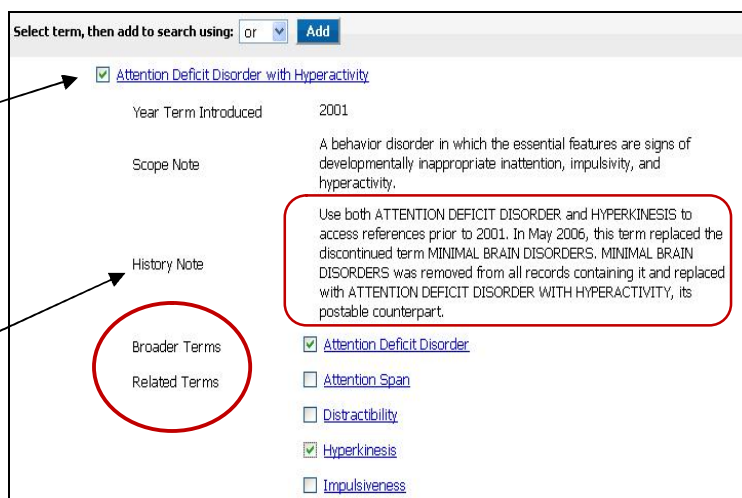 Select term, then add to search using: or Add
Attention Deficit Disorder with Hyperactivity
Year Term Introduced 2001
Scope Note A behavior disorder in which the essential features are signs of
developmentally inappropriate inattention, impulsivity, and
hyperactivity.
History Note Use both ATTENTION DEFICIT DISORDER and HYPERKINESIS to
access references prior to 2001. In May 2006, this term replaced the
discontinued term MINIMAL BRAIN DISORDERS. MINIMAL BRAIN
DISORDERS was removed from all records containing it and replaced
with ATTENTION DEFICIT DISORDER WITH HYPERACTIVITY, its
postable counterpart.
Broader Terms Attention Deficit Disorder
Related Terms Attention Span
Distractibility
Hyperkinesis
Impulsiveness